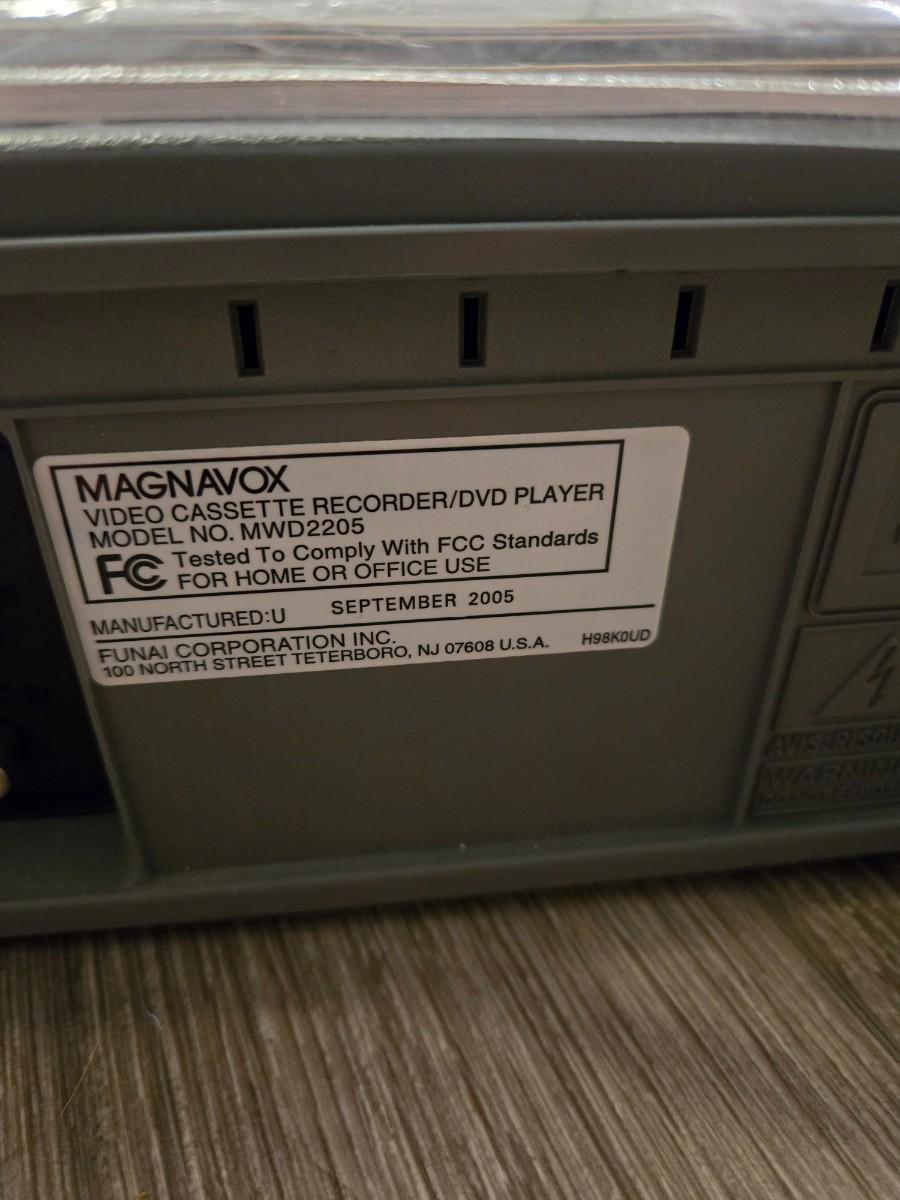 MAGNAVOX
VIDEO CASSETTE RECORDER/DVD PLAYER
MODEL NO. MWD2205
FC Tested To Comply With FCC Standards
FOR HOME OR OFFICE USE
MANUFACTURED:U SEPTEMBER 2005
FUNAI CORPORATION INC.
100 NORTH STREET TETERBORO, NJ 07608 U.S.A. H98K0UD